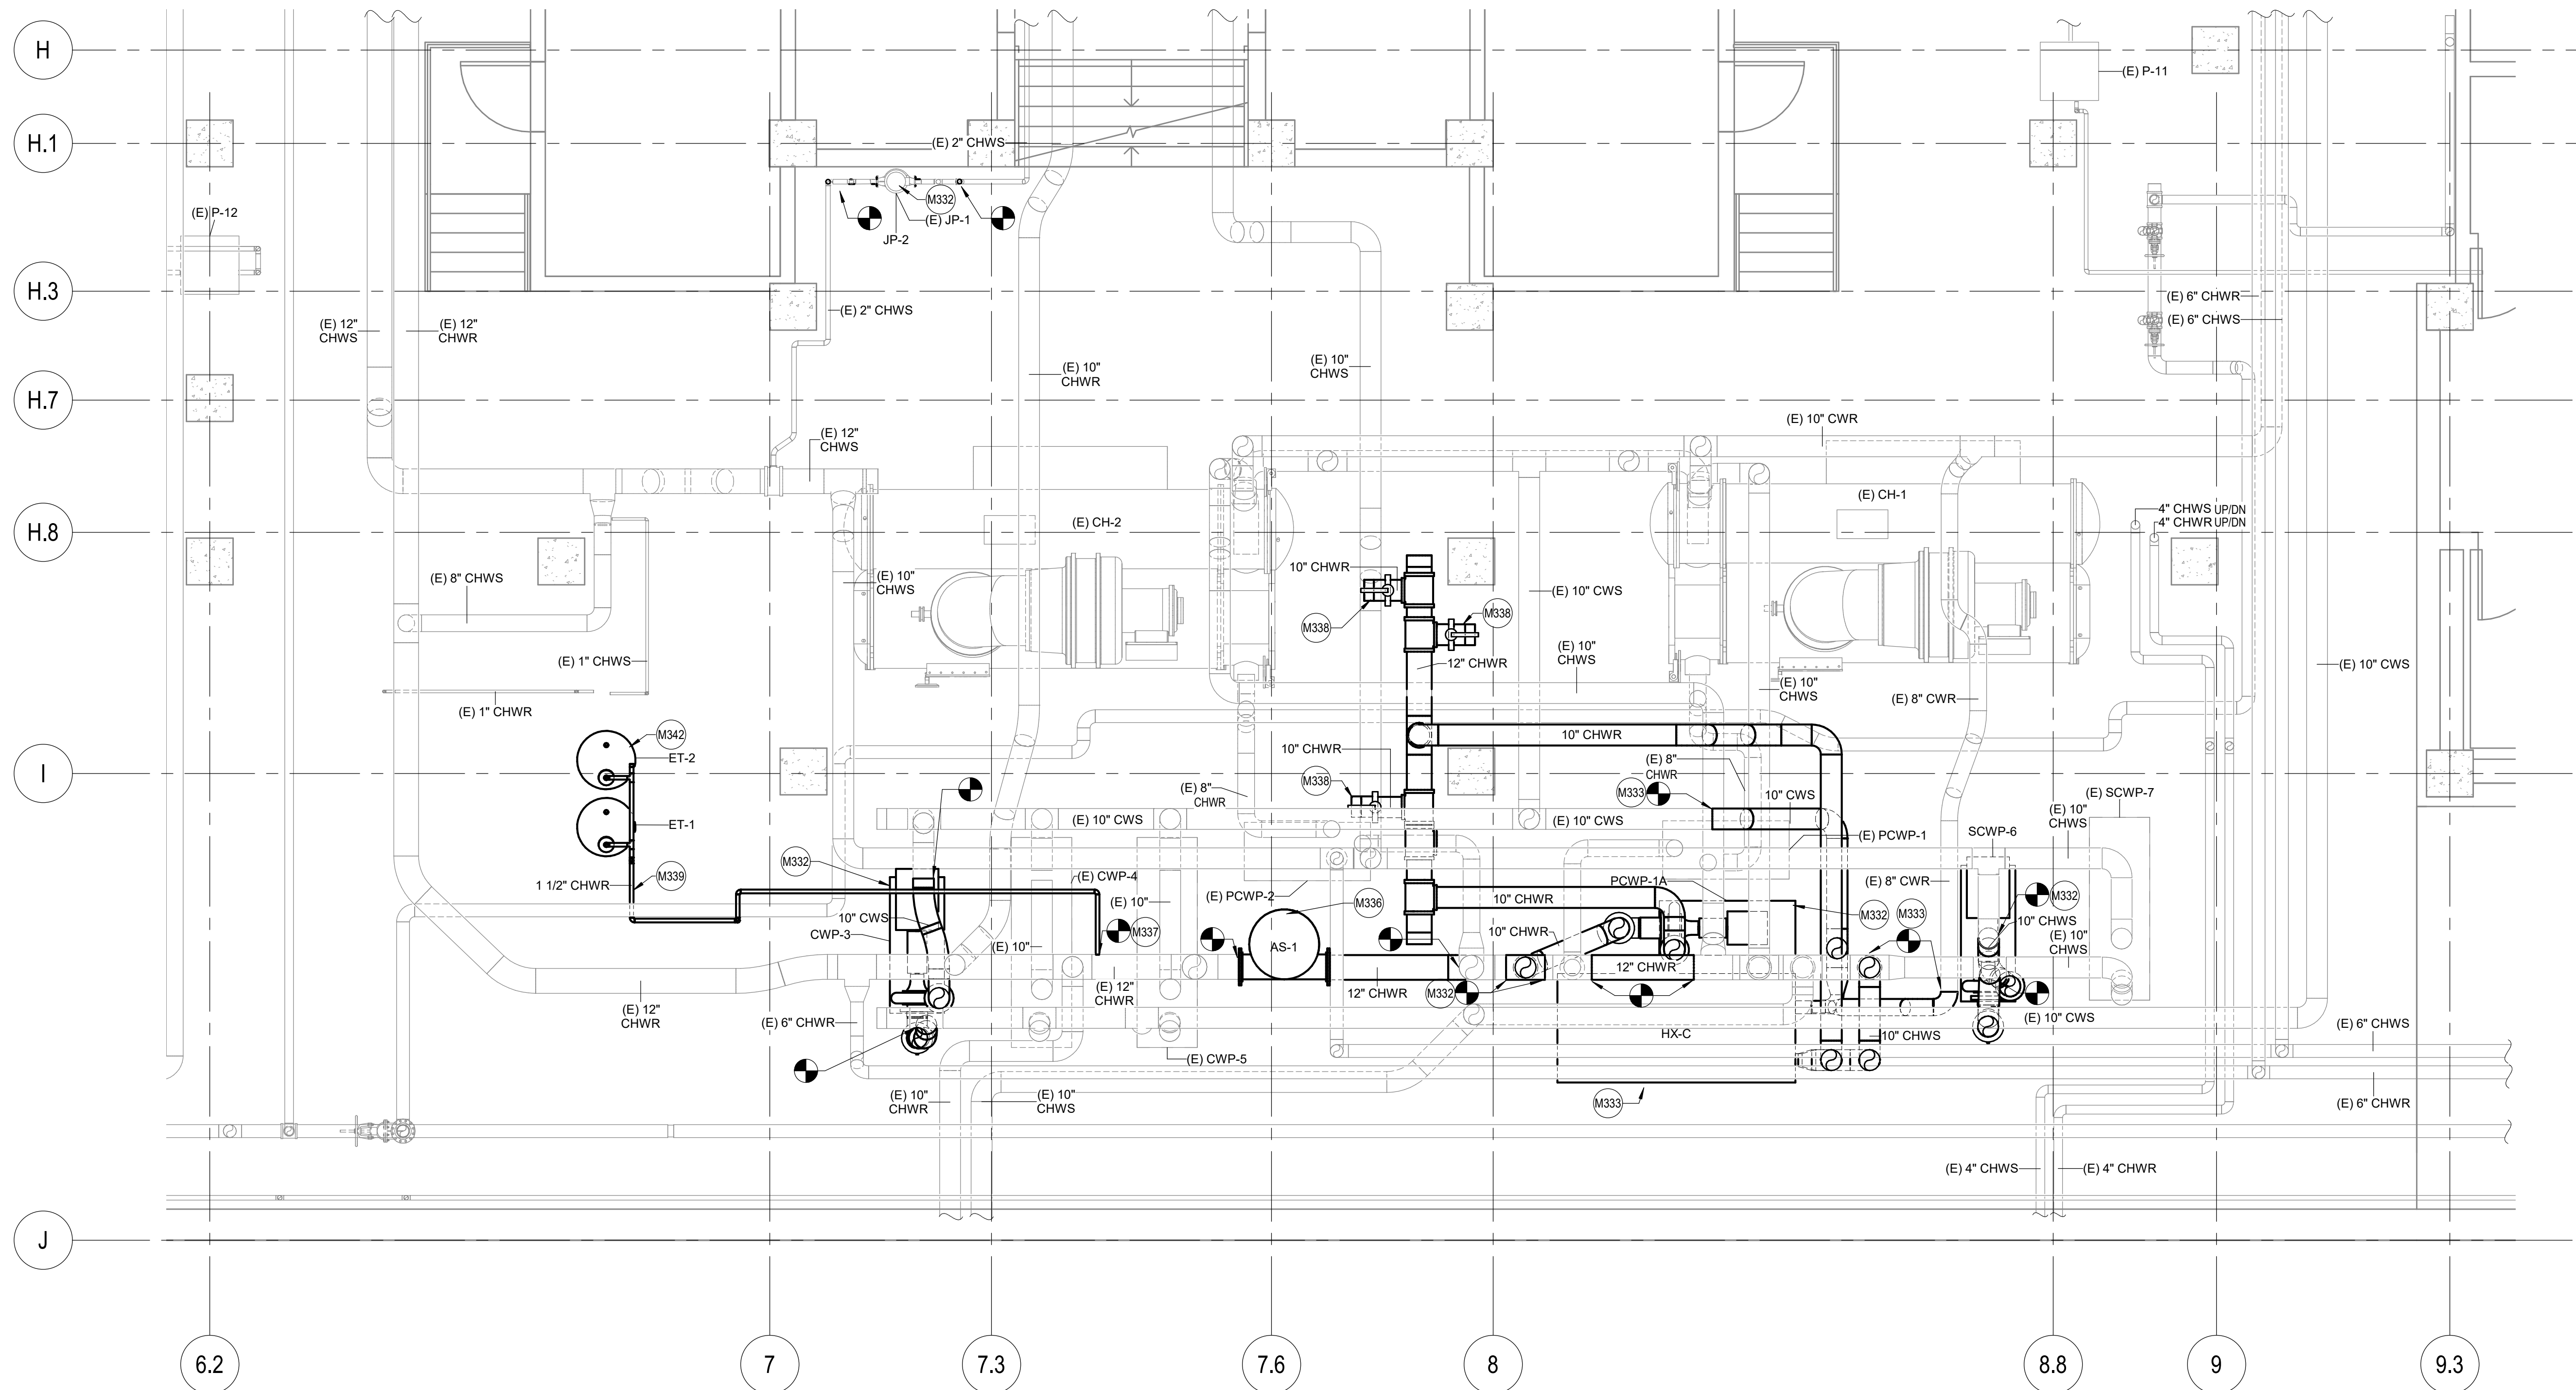 H
(E) P-11
H.1
(E) 2" CHWS
M332
(E) P-12
(E) JP-1
JP-2
H.3
(E) 6" CHWR
(E) 2" CHWS
(E) 6" CHWS
(E) 12"
CHWS
(E) 12"
CHWR
(E) 10"
CHWS
(E) 10"
CHWR
H.7
(E) 10" CWR
(E) 12"
CHWS
(E) CH-1
4" CHWS UP/DN
(E) CH-2
4" CHWR UP/DN
H.8
10" CHWR
(E) 8" CHWS
(E) 10"
CHWS
(E) 10" CWS
M338
M338
(E) 10"
CHWS
(E) 1" CHWS
12" CHWR
(E) 10" CWS
(E) 10"
CHWS
(E) 8" CWR
(E) 1" CHWR
M342
10" CHWR
ET-2
10" CHWR
(E) 8"
CHWR
I
M338
(E) 8"
CHWR
M333
10" CWS
(E) SCWP-7
(E) 10"
CHWS
(E) 10" CWS
(E) 10" CWS
ET-1
(E) PCWP-1
SCWP-6
M332
M339
1 1/2" CHWR
(E) CWP-4
PCWP-1A
(E) 8" CWR
(E) PCWP-2
M332
(E) 10"
10" CHWR
M336
M332
M333
10" CWS
10" CHWS
CWP-3
M337
10" CHWR
(E) 10"
CHWS
(E) 10"
AS-1
12" CHWR
(E) 12"
CHWR
12" CHWR
M332
(E) 12"
CHWR
(E) 6" CHWR
(E) 10" CWS
(E) 6" CHWS
HX-C
10" CHWS
(E) CWP-5
(E) 10"
CHWR
(E) 10"
CHWS
M333
(E) 6" CHWR
(E) 4" CHWS
(E) 4" CHWR
J
6.2
7
7.3
7.6
8
8.8
9
9.3